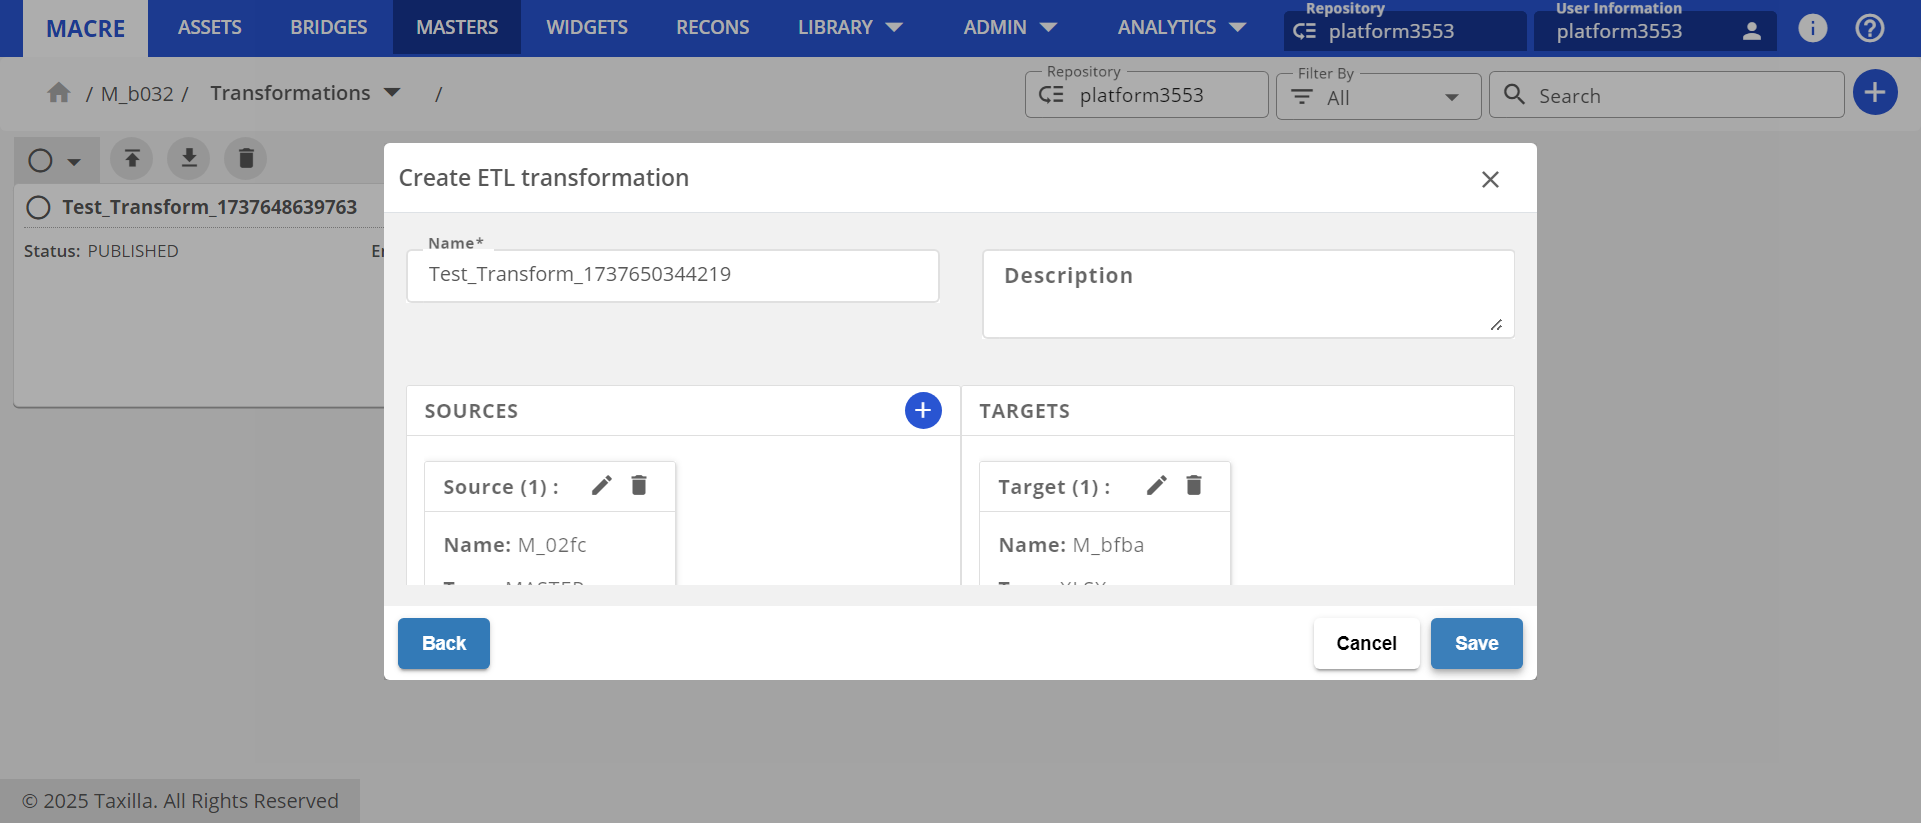 MACRE
ASSETS
BRIDGES
MASTERS
WIDGETS
RECONS
LIBRARY
ADMIN
ANALYTICS
Repository
platform3553
User Information
platform3553
/ M_b032 / Transformations /
Repository
platform3553
Filter By
All
Search
Test_Transform_1737648639763
Status: PUBLISHED
Create ETL transformation
Name*
Test_Transform_1737650344219
Description
SOURCES
TARGETS
Source (1) :
Name: M_02fc
Target (1) :
Name: M_bfba
Back
Cancel
Save
© 2025 Taxilla. All Rights Reserved